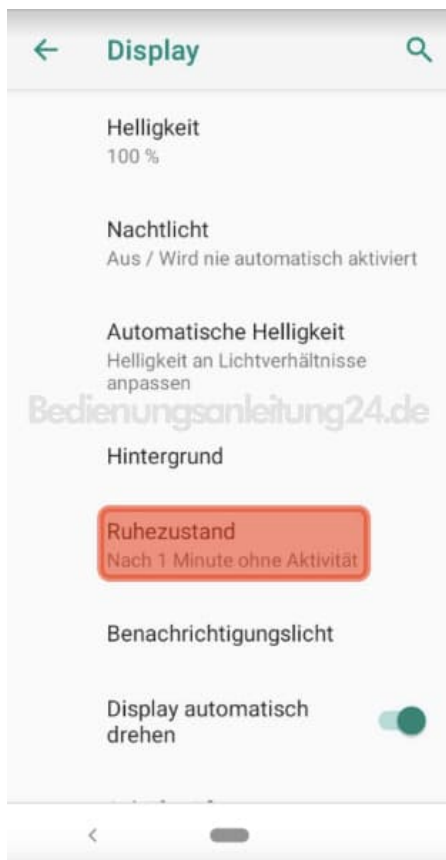 Display
Helligkeit
100 %
Nachtlicht
Aus / Wird nie automatisch aktiviert
Automatische Helligkeit
Helligkeit an Lichtverhältnisse
anpassen
Bedienungsanleitung24.de
Hintergrund
Ruhezustand
Nach 1 Minute ohne Aktivität
Benachrichtigungslicht
Display automatisch
drehen